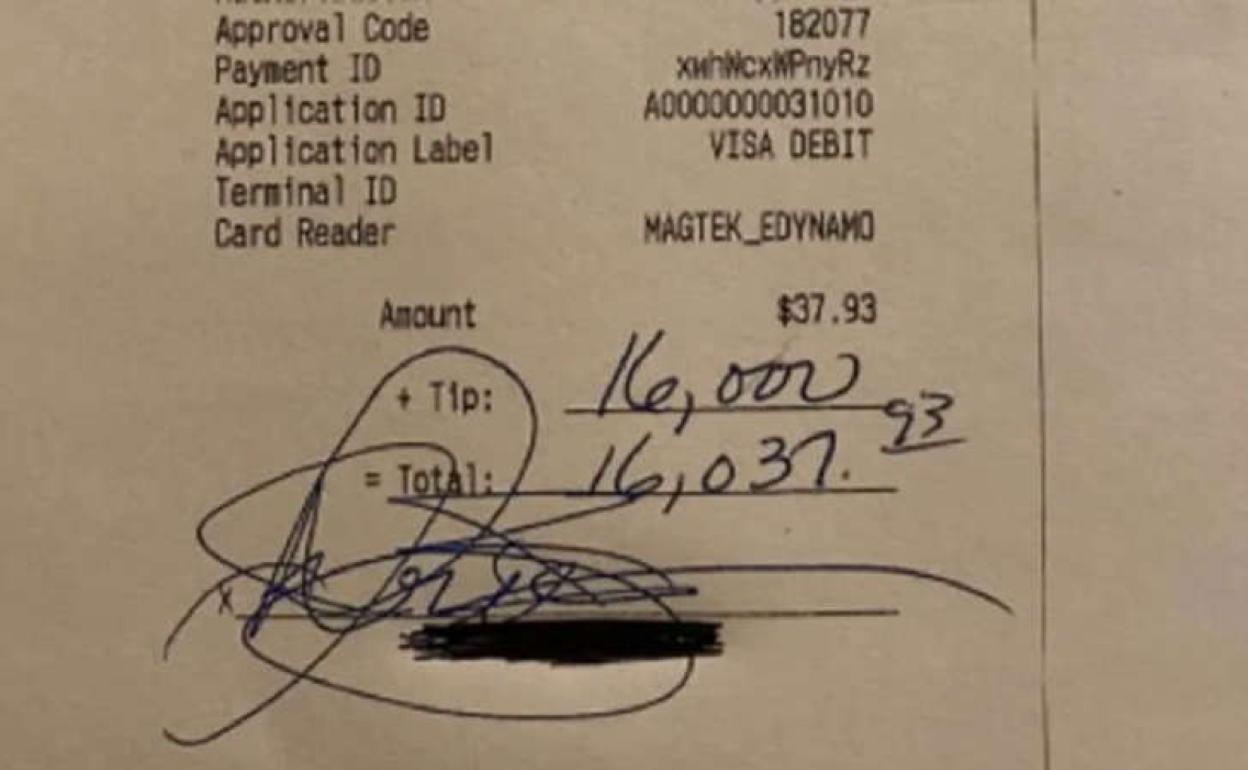 Approval Code 182077
Payment ID xwhWcxWPnyRz
Application ID A0000000031010
Application Label VISA DEBIT
Terminal ID
Card Reader MAGTEK_EDYNAMO
Amount $37.93
+ Tip: 16,000
= Total: 16,037.93
x